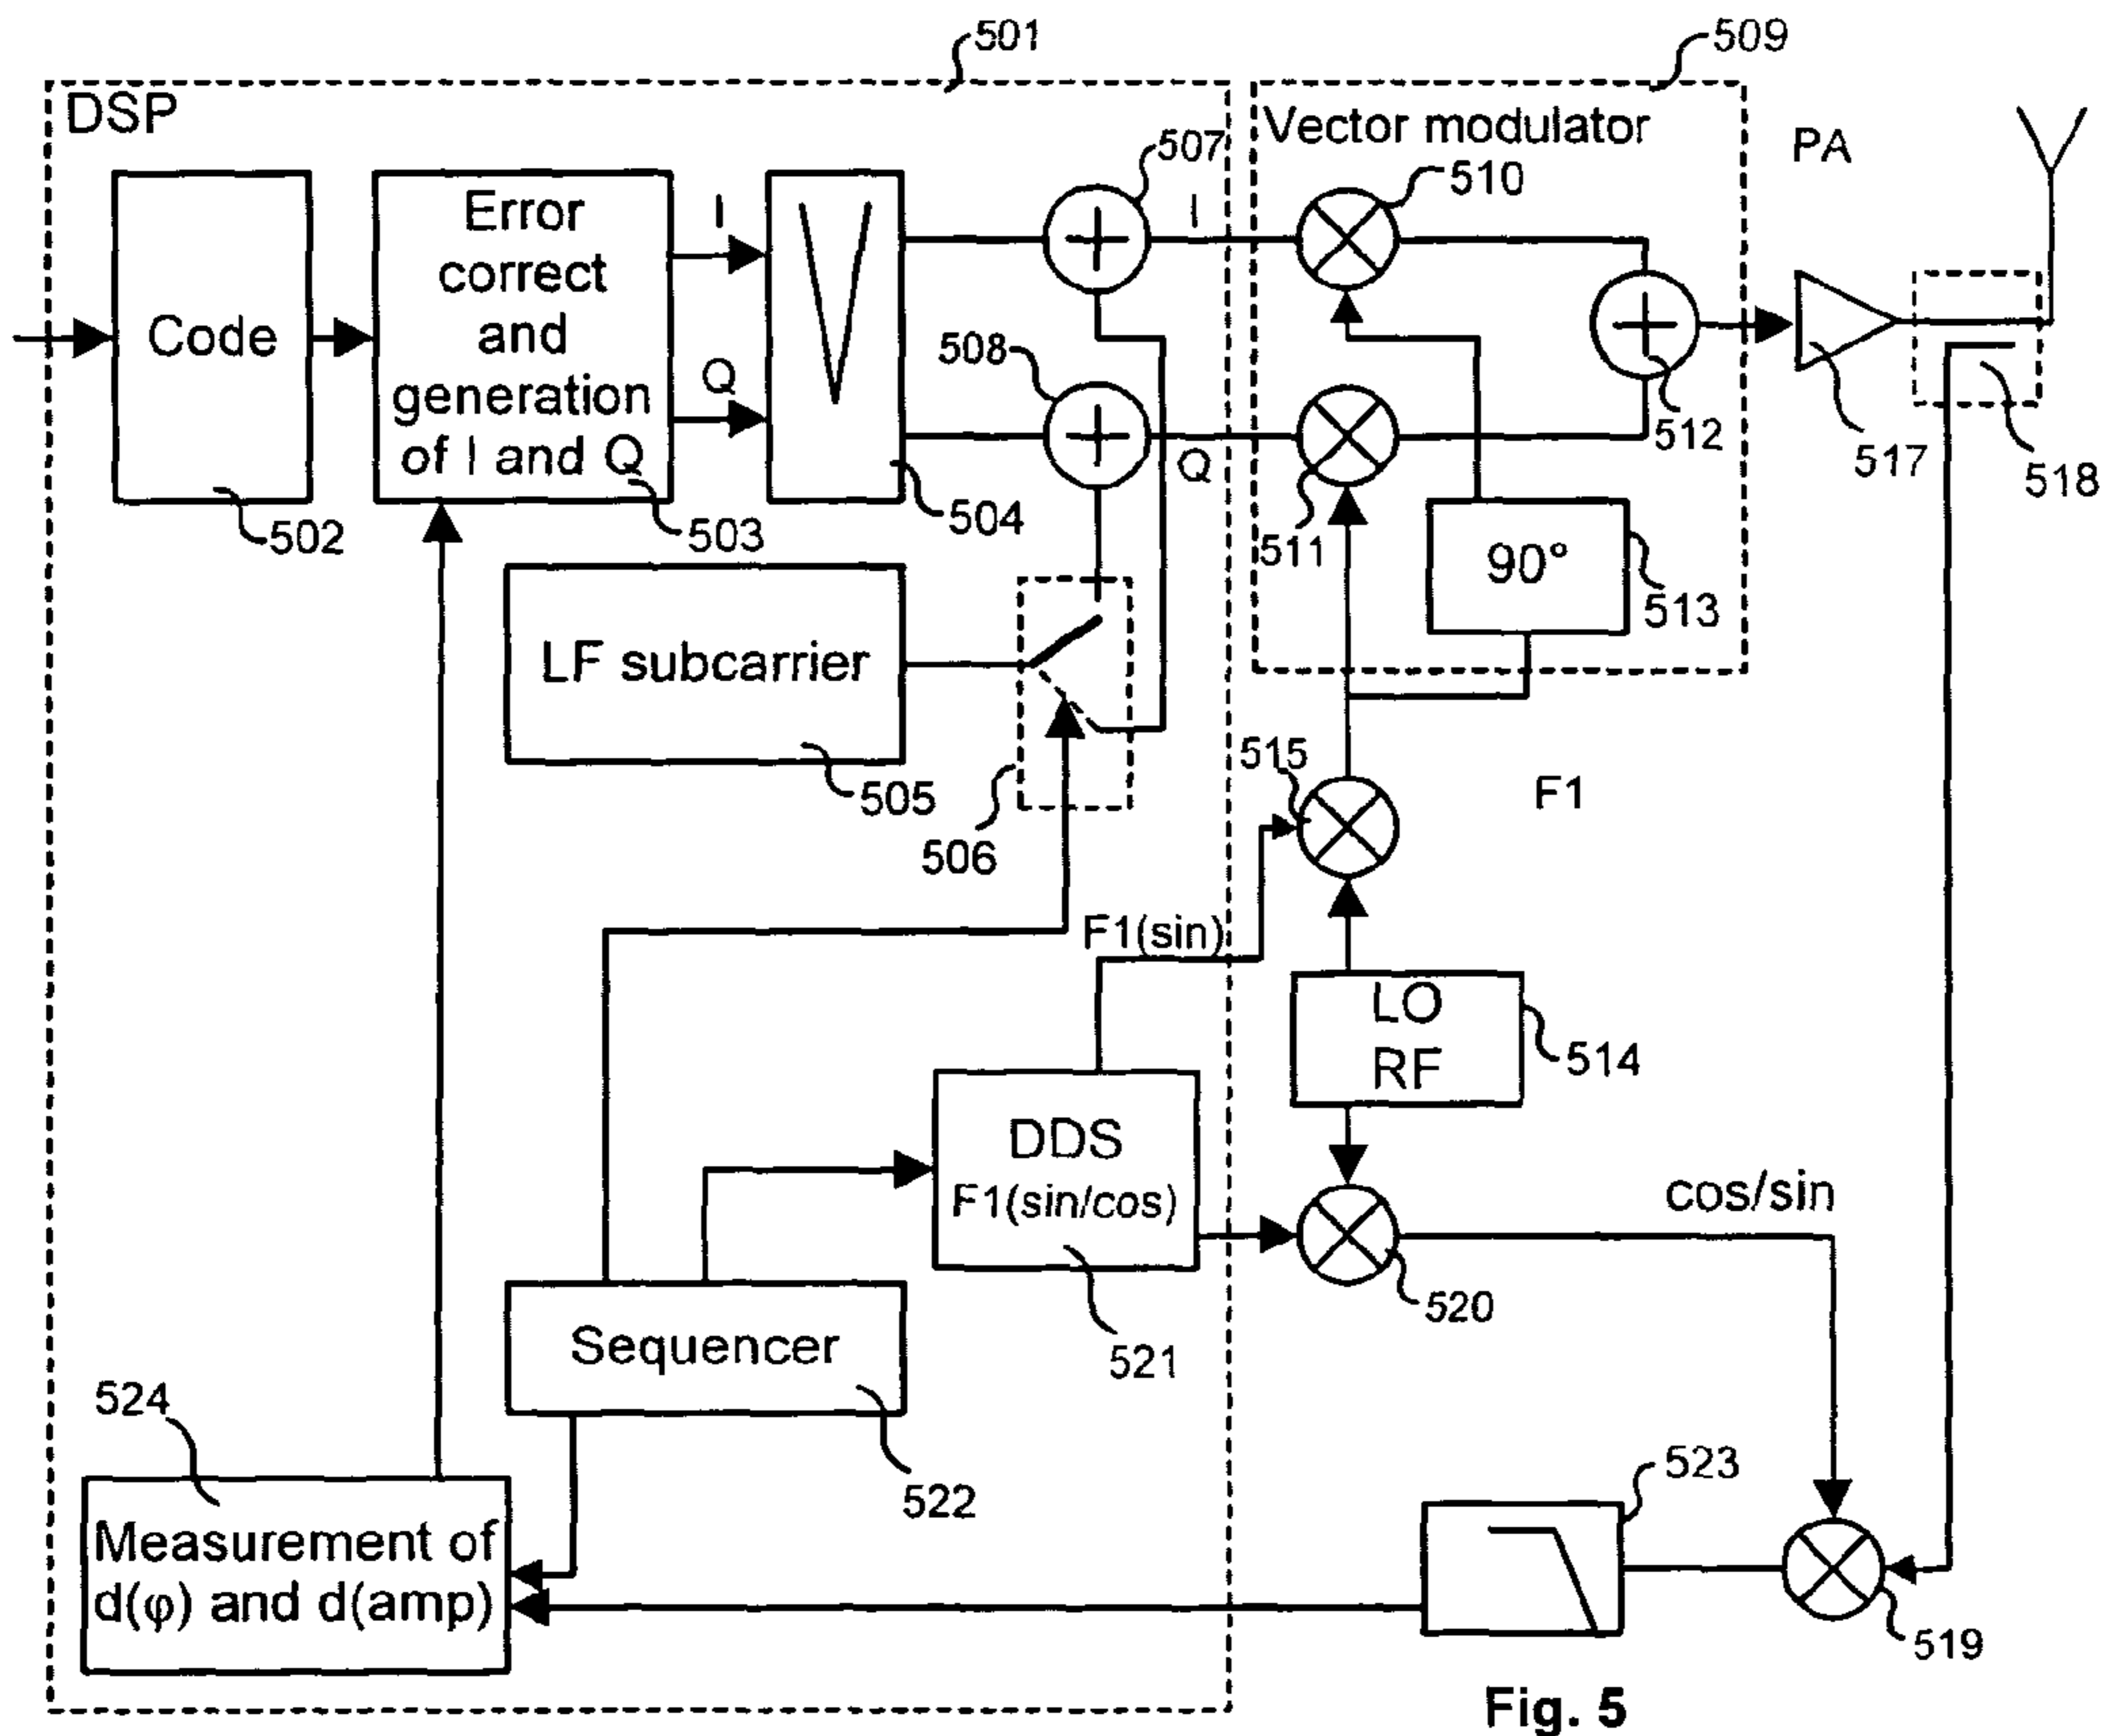 501
509
DSP
Vector modulator
PA
507
510
I
I
Error
correct
and
generation
of I and Q
Code
508
Q
Q
512
517
518
502
503
504
511
90°
513
LF subcarrier
505
506
515
F1
F1(sin)
LO
RF
514
DDS
F1(sin/cos)
cos/sin
520
521
Sequencer
522
524
523
Measurement of
d(φ) and d(amp)
519
Fig. 5